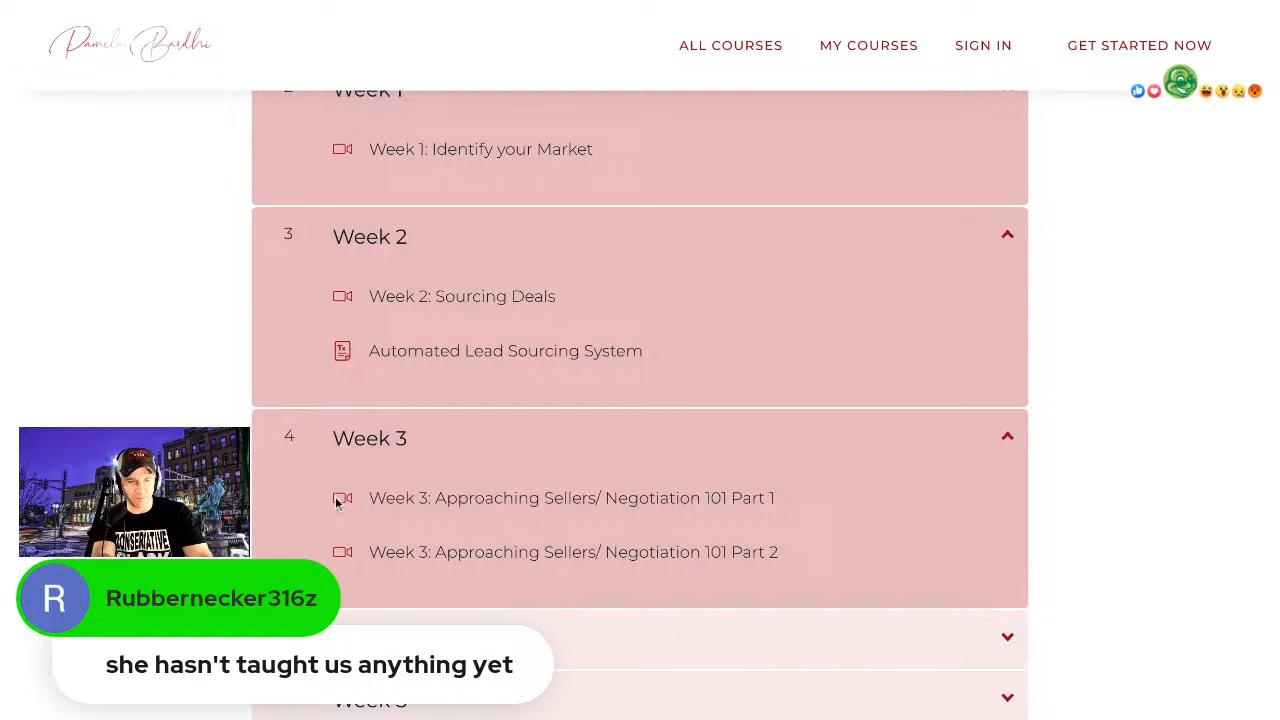 Pamela Bardhi
ALL COURSES MY COURSES SIGN IN GET STARTED NOW
Week 1
Week 1: Identify your Market
3 Week 2
Week 2: Sourcing Deals
Tx Automated Lead Sourcing System
4 Week 3
Week 3: Approaching Sellers/ Negotiation 101 Part 1
Week 3: Approaching Sellers/ Negotiation 101 Part 2
R Rubbernecker316z
she hasn't taught us anything yet